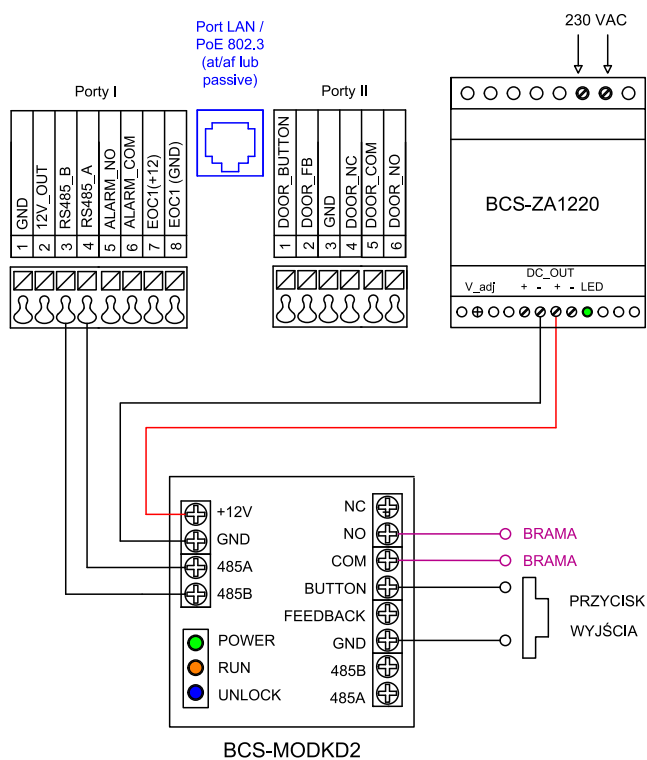 230 VAC
Port LAN /
PoE 802.3
(at/af lub
passive)
Porty I
Porty II
1 GND
2 12V_OUT
3 RS485_B
4 RS485_A
5 ALARM_NO
6 ALARM_COM
7 EOC1(+12)
8 EOC1 (GND)
1 DOOR_BUTTON
2 DOOR_FB
3 GND
4 DOOR_NC
5 DOOR_COM
6 DOOR_NO
BCS-ZA1220
DC_OUT
V_adj + - + - LED
+12V
GND
485A
485B
POWER
RUN
UNLOCK
NC
NO
COM
BUTTON
FEEDBACK
GND
485B
485A
BRAMA
BRAMA
PRZYCISK
WYJŚCIA
BCS-MODKD2